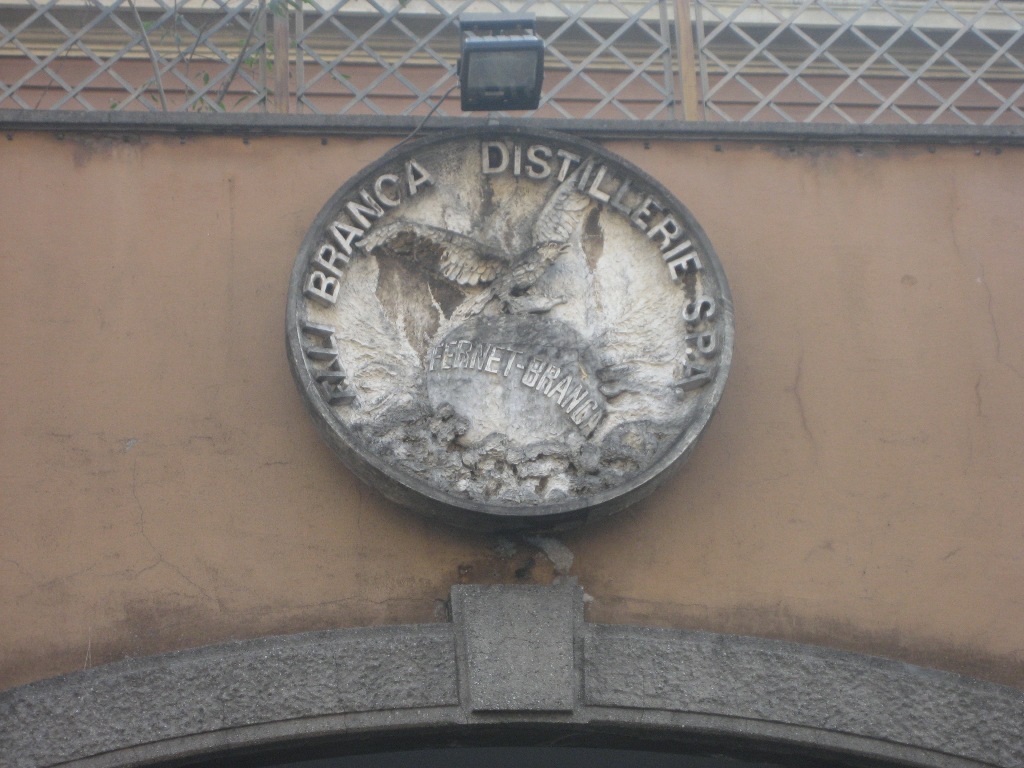 F.LLI BRANCA DISTILLERIE S.P.A
FERNET-BRANCA